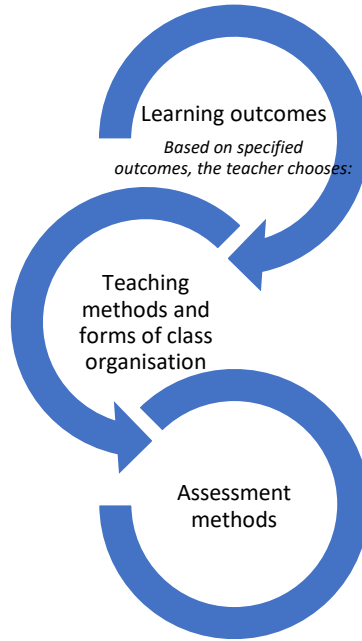 Learning outcomes
Based on specified
outcomes, the teacher chooses:
Teaching
methods and
forms of class
organisation
Assessment
methods